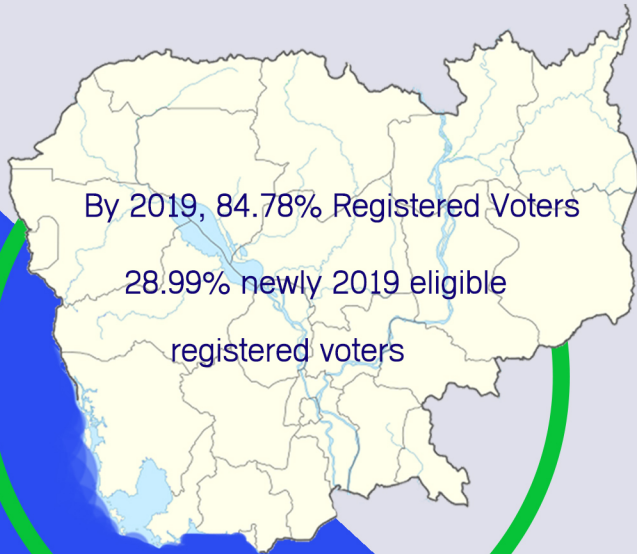 By 2019, 84.78% Registered Voters
28.99% newly 2019 eligible
registered voters